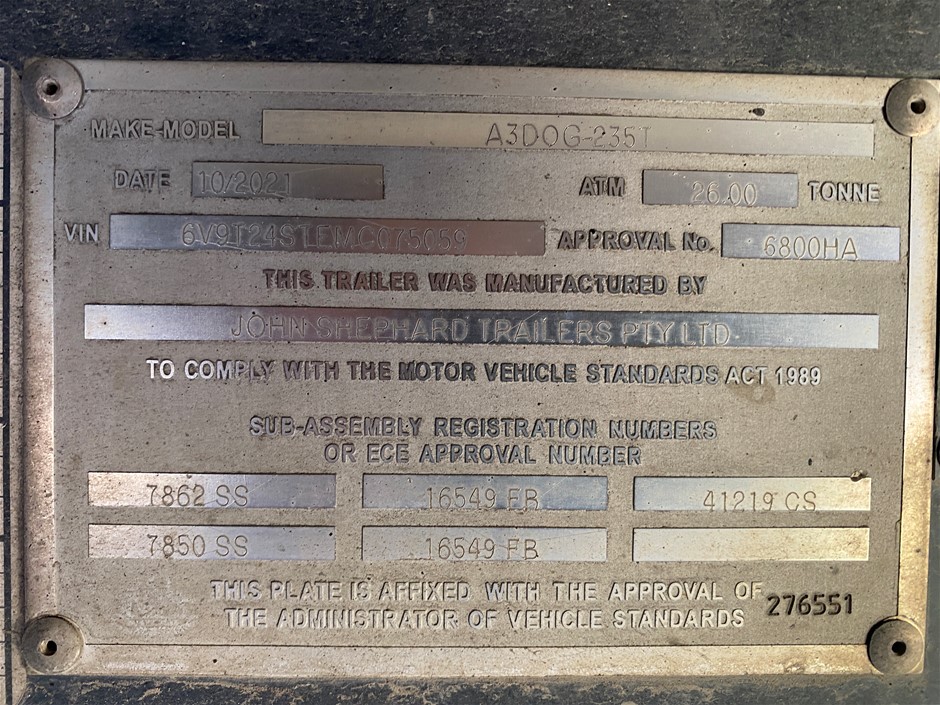 MAKE-MODEL A3DOG-235T
DATE 10/2021 ATM 26.00 TONNE
VIN 6V9T24S1EMC075059 APPROVAL No. 6800HA
THIS TRAILER WAS MANUFACTURED BY
JOHN SHEPHARD TRAILERS PTY LTD
TO COMPLY WITH THE MOTOR VEHICLE STANDARDS ACT 1989
SUB-ASSEMBLY REGISTRATION NUMBERS
OR ECE APPROVAL NUMBER
7862 SS 16549 FB 41219 CS
7850 SS 16549 FB
THIS PLATE IS AFFIXED WITH THE APPROVAL OF
THE ADMINISTRATOR OF VEHICLE STANDARDS 276551